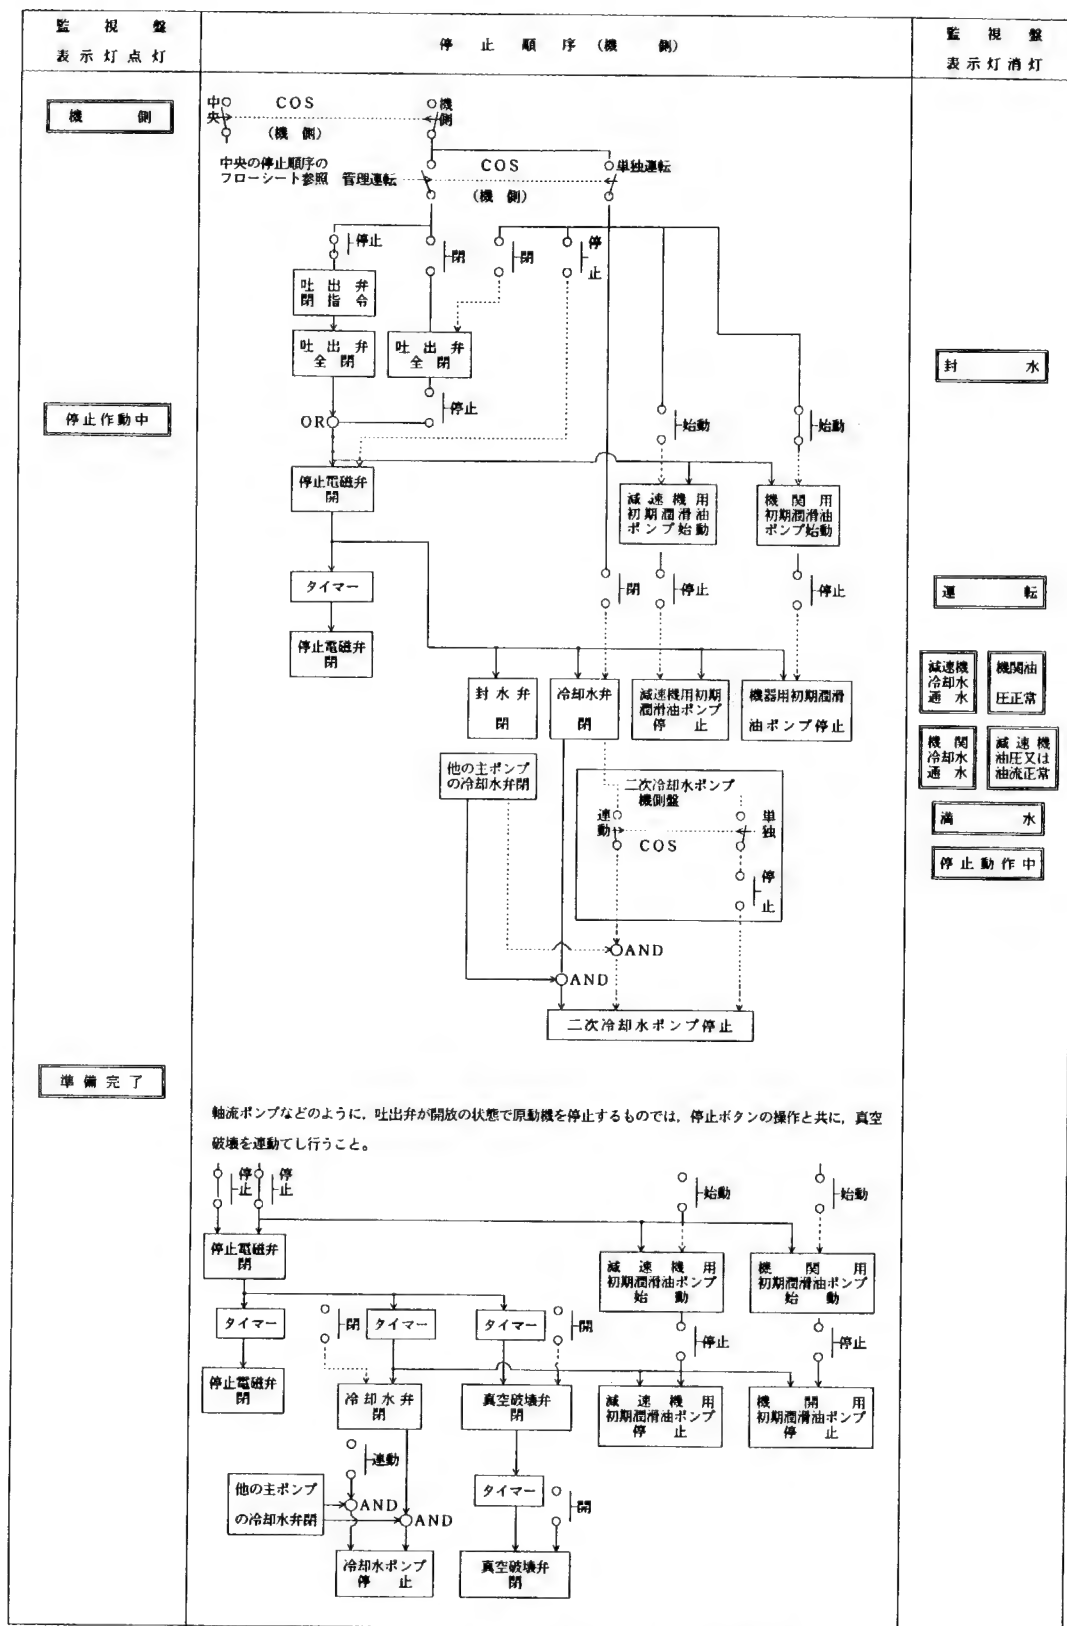 監視盤
表示灯点灯
停止順序（機側）
監視盤
表示灯消灯
機側
中央
COS
（機側）
機側
中央の停止順序の
フローシート参照
管理運転
COS
（機側）
単独運転
停止
閉
閉
停止
吐出弁
閉指令
吐出弁
全閉
吐出弁
全閉
封水
停止作動中
OR
停止
始動
始動
停止電磁弁
開
減速機用
初期潤滑油
ポンプ始動
機関用
初期潤滑油
ポンプ始動
タイマー
閉
停止
停止
運転
停止電磁弁
閉
封水弁
閉
冷却水弁
閉
減速機用初期
潤滑油ポンプ
停止
機器用初期潤滑
油ポンプ停止
減速機
冷却水
通水
機関油
圧正常
機関
冷却水
通水
減速機
油圧又は
油流正常
他の主ポンプ
の冷却水弁閉
二次冷却水ポンプ
機側盤
連動
COS
単独
停止
満水
停止動作中
AND
AND
二次冷却水ポンプ停止
準備完了
軸流ポンプなどのように，吐出弁が開放の状態で原動機を停止するものでは，停止ボタンの操作と共に，真空
破壊を連動てし行うこと。
停止
停止
始動
始動
停止電磁弁
閉
減速機用
初期潤滑油ポンプ
始動
機関用
初期潤滑油ポンプ
始動
タイマー
閉
タイマー
タイマー
開
停止
停止
停止電磁弁
閉
冷却水弁
閉
真空破壊弁
閉
減速機用
初期潤滑油ポンプ
停止
機開用
初期潤滑油ポンプ
停止
連動
他の主ポンプ
の冷却水弁閉
AND
AND
タイマー
開
冷却水ポンプ
停止
真空破壊弁
閉